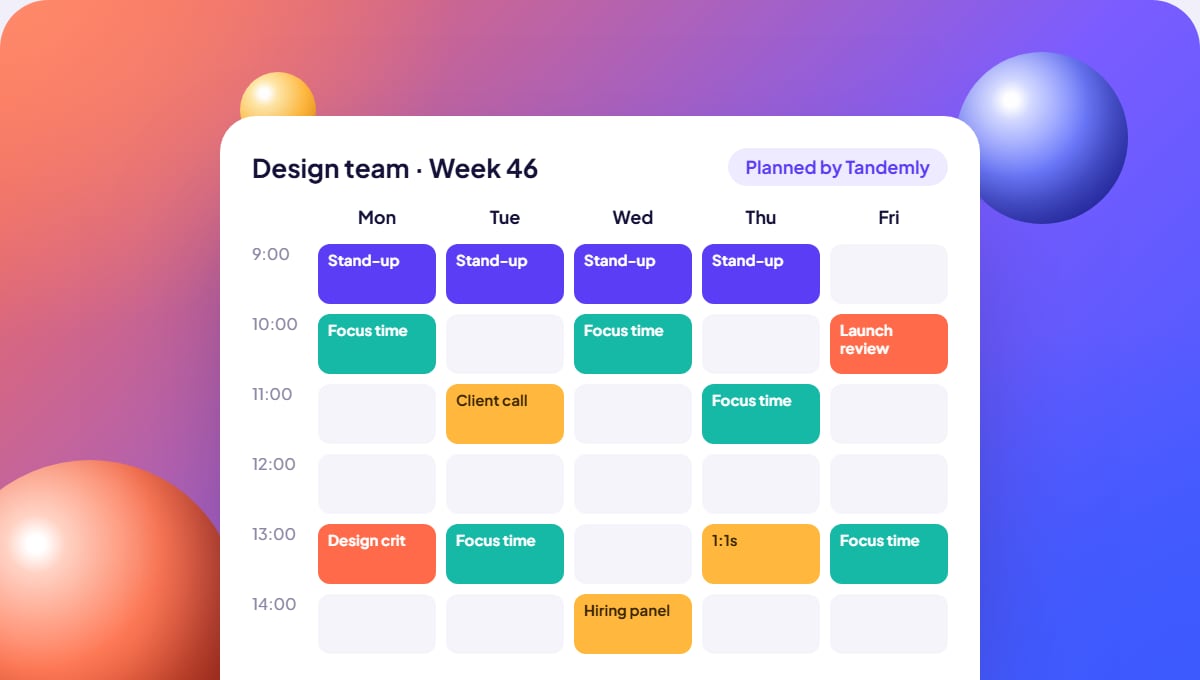 Design team · Week 46
Planned by Tandemly
Mon Tue Wed Thu Fri
9:00 Stand-up Stand-up Stand-up Stand-up
10:00 Focus time Focus time Launch review
11:00 Client call Focus time
12:00
13:00 Design crit Focus time 1:1s Focus time
14:00 Hiring panel